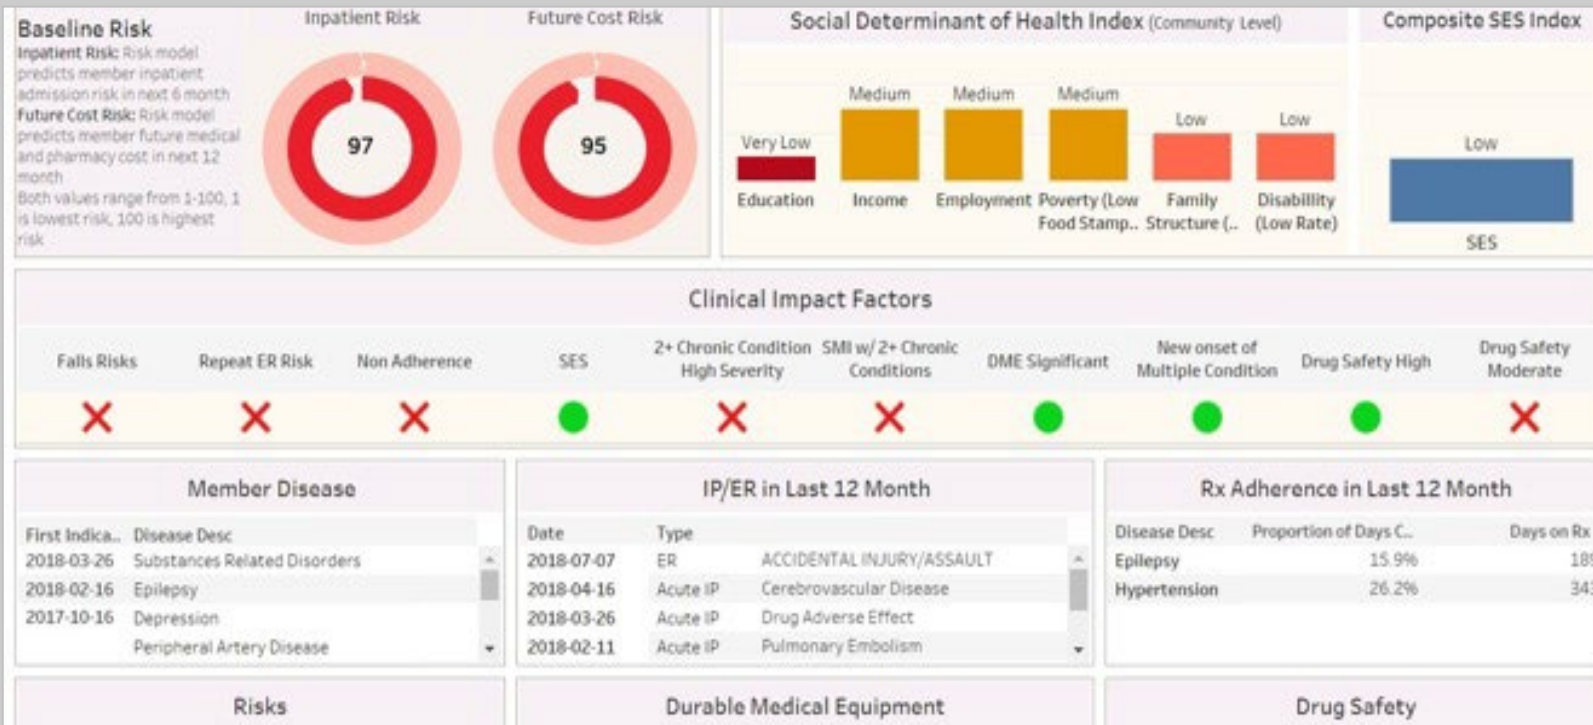 Baseline Risk
Inpatient Risk: Risk model
predicts member inpatient
admission risk in next 6 month
Future Cost Risk: Risk model
predicts member future medical
and pharmacy cost in next 12
month
Both values range from 1-100, 1
is lowest risk, 100 is highest
risk
Inpatient Risk
97
Future Cost Risk
95
Social Determinant of Health Index (Community Level)
Very Low
Medium
Medium
Medium
Low
Low
Education
Income
Employment
Poverty (Low
Food Stamp..
Family
Structure (..
Disabillity
(Low Rate)
Composite SES Index
Low
SES
Clinical Impact Factors
Falls Risks
Repeat ER Risk
Non Adherence
SES
2+ Chronic Condition
High Severity
SMI w/ 2+ Chronic
Conditions
DME Significant
New onset of
Multiple Condition
Drug Safety High
Drug Safety
Moderate
Member Disease
First Indica.. Disease Desc
2018-03-26 Substances Related Disorders
2018-02-16 Epilepsy
2017-10-16 Depression
Peripheral Artery Disease
IP/ER in Last 12 Month
Date Type
2018-07-07 ER ACCIDENTAL INJURY/ASSAULT
2018-04-16 Acute IP Cerebrovascular Disease
2018-03-26 Acute IP Drug Adverse Effect
2018-02-11 Acute IP Pulmonary Embolism
Rx Adherence in Last 12 Month
Disease Desc Proportion of Days C.. Days on Rx
Epilepsy 15.9% 189
Hypertension 26.2%
Risks
Durable Medical Equipment
Drug Safety